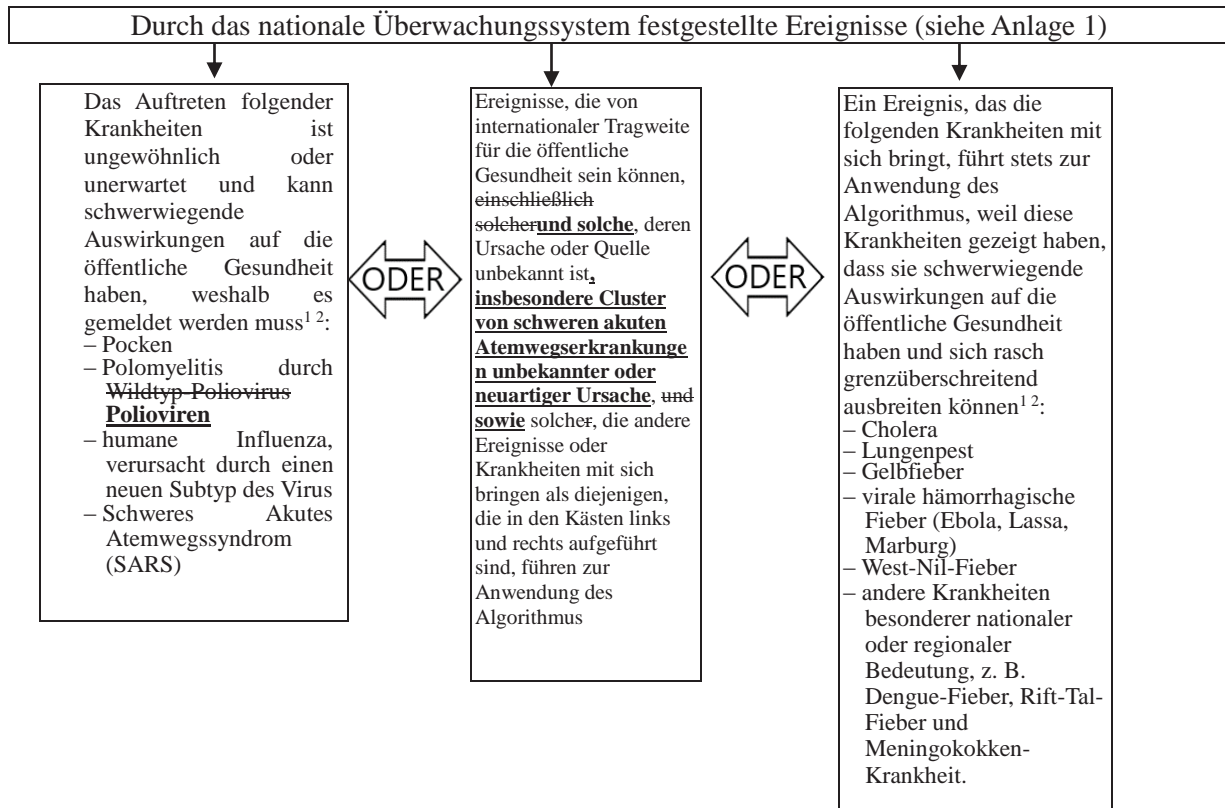 Durch das nationale Überwachungssystem festgestellte Ereignisse (siehe Anlage 1)
Das Auftreten folgender
Krankheiten ist
ungewöhnlich oder
unerwartet und kann
schwerwiegende
Auswirkungen auf die
öffentliche Gesundheit
haben, weshalb es
gemeldet werden muss1 2:
– Pocken
– Polomyelitis durch
Wildtyp-Poliovirus
Polioviren
– humane Influenza,
verursacht durch einen
neuen Subtyp des Virus
– Schweres Akutes
Atemwegssyndrom
(SARS)
ODER
Ereignisse, die von
internationaler Tragweite
für die öffentliche
Gesundheit sein können,
einschließlich
solcherund solche, deren
Ursache oder Quelle
unbekannt ist,
insbesondere Cluster
von schweren akuten
Atemwegserkrankunge
n unbekannter oder
neuartiger Ursache, und
sowie solcher, die andere
Ereignisse oder
Krankheiten mit sich
bringen als diejenigen,
die in den Kästen links
und rechts aufgeführt
sind, führen zur
Anwendung des
Algorithmus
ODER
Ein Ereignis, das die
folgenden Krankheiten mit
sich bringt, führt stets zur
Anwendung des
Algorithmus, weil diese
Krankheiten gezeigt haben,
dass sie schwerwiegende
Auswirkungen auf die
öffentliche Gesundheit
haben und sich rasch
grenzüberschreitend
ausbreiten können1 2:
– Cholera
– Lungenpest
– Gelbfieber
– virale hämorrhagische
Fieber (Ebola, Lassa,
Marburg)
– West-Nil-Fieber
– andere Krankheiten
besonderer nationaler
oder regionaler
Bedeutung, z. B.
Dengue-Fieber, Rift-Tal-
Fieber und
Meningokokken-
Krankheit.